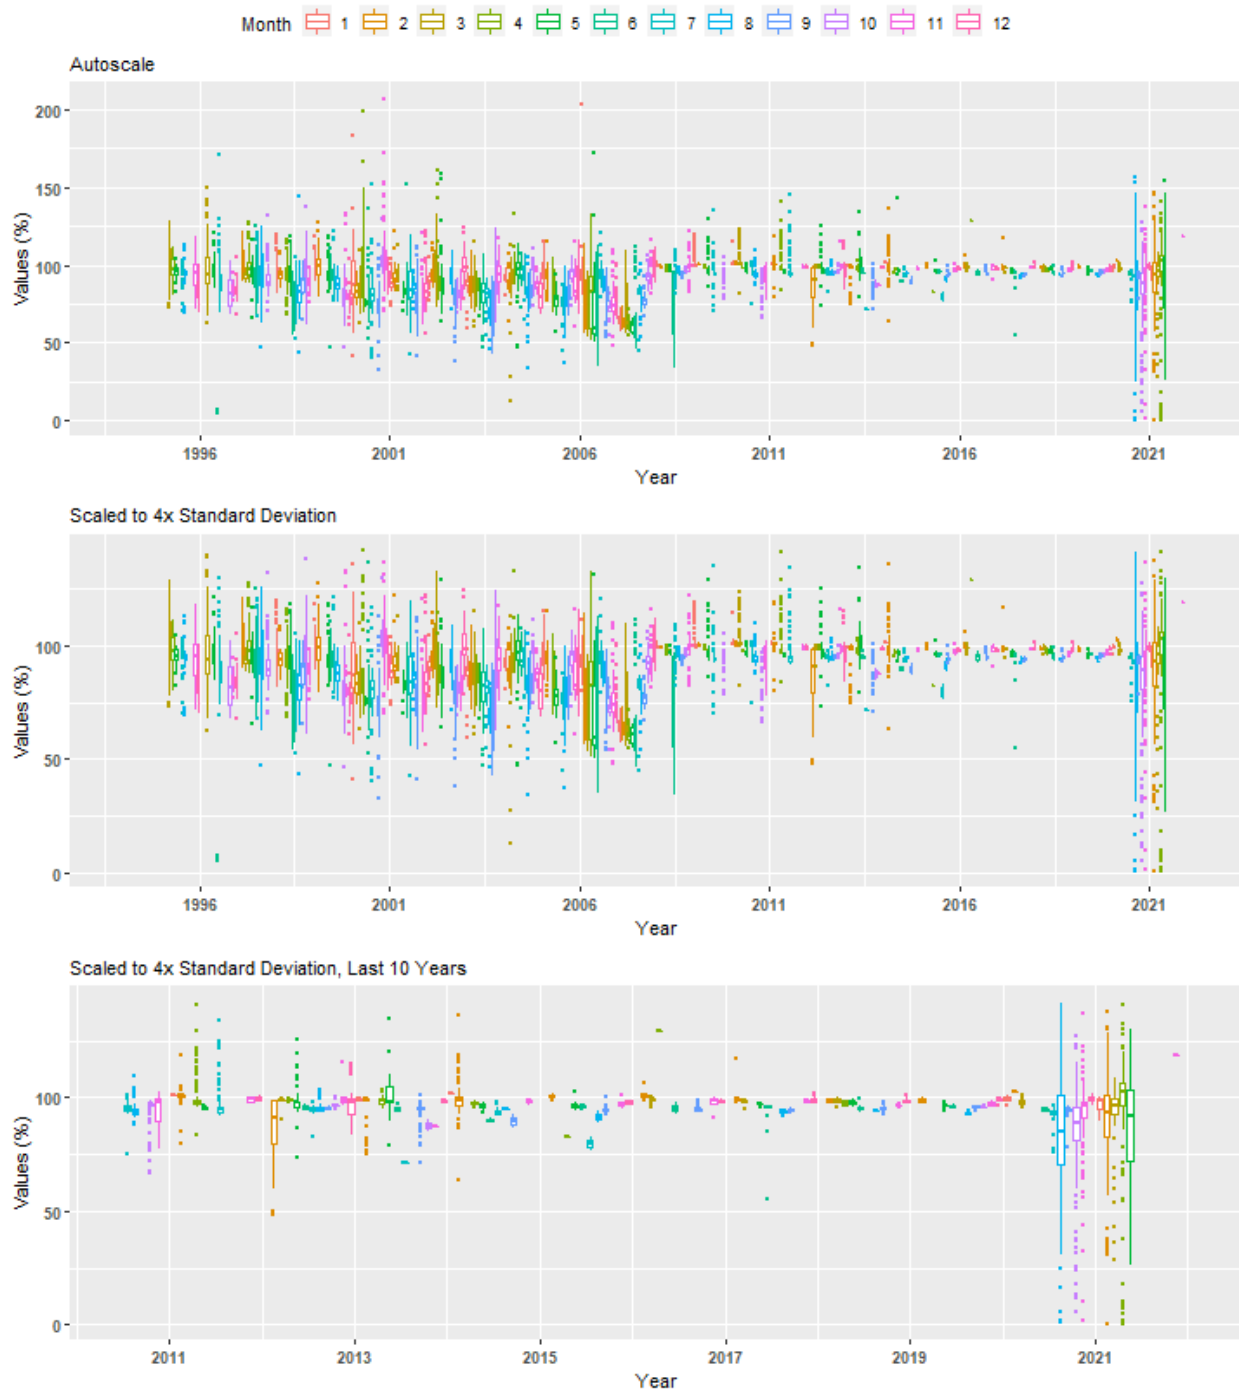 Month 1 2 3 4 5 6 7 8 9 10 11 12
Autoscale
200
150
100
50
0
Values (%)
1996 2001 2006 2011 2016 2021
Year
Scaled to 4x Standard Deviation
100
50
0
Values (%)
1996 2001 2006 2011 2016 2021
Year
Scaled to 4x Standard Deviation, Last 10 Years
100
50
0
Values (%)
2011 2013 2015 2017 2019 2021
Year